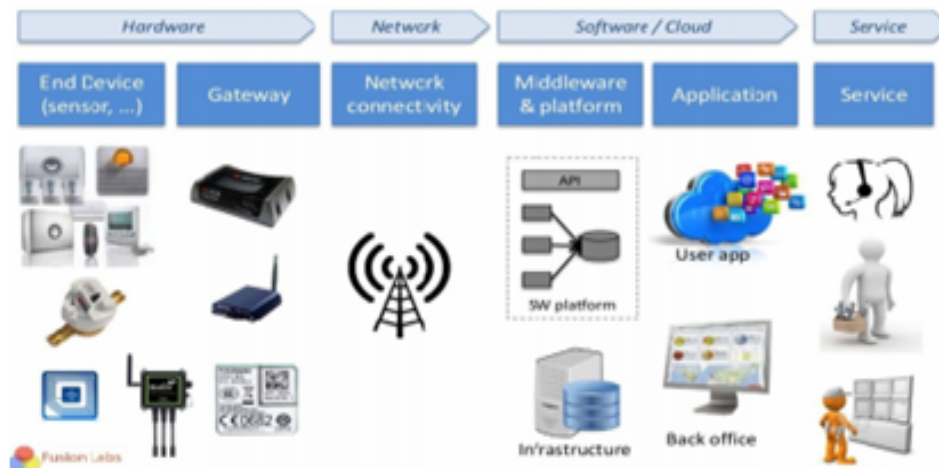 Hardware
Network
Software / Cloud
Service
End Device
(sensor, ...)
Gateway
Network
connectivity
Middleware
& platform
Application
Service
API
SW platform
User app
Infrastructure
Back office
CE0682
Fusion Labs